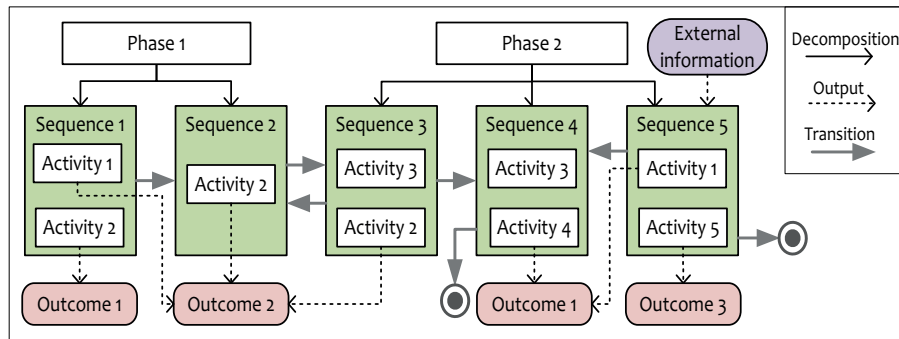 Phase 1
Phase 2
External
information
Decomposition
Output
Transition
Sequence 1
Sequence 2
Sequence 3
Sequence 4
Sequence 5
Activity 1
Activity 2
Activity 3
Activity 3
Activity 1
Activity 2
Activity 2
Activity 4
Activity 5
Outcome 1
Outcome 2
Outcome 1
Outcome 3